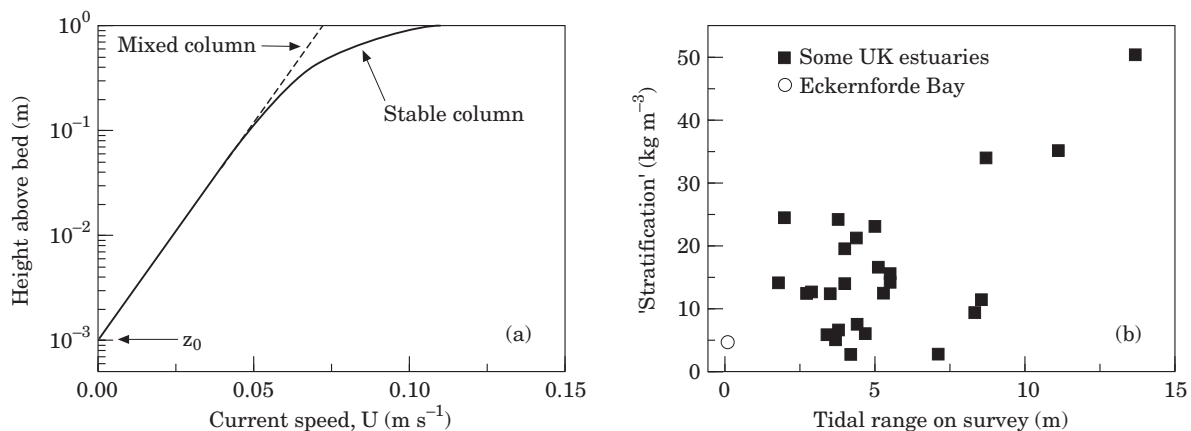 10⁰
10⁻¹
10⁻²
10⁻³
Height above bed (m)
Mixed column
Stable column
z₀
(a)
0.00 0.05 0.10 0.15
Current speed, U (m s⁻¹)
50
40
30
20
10
0
'Stratification' (kg m⁻³)
Some UK estuaries
Eckernforde Bay
(b)
0 5 10 15
Tidal range on survey (m)